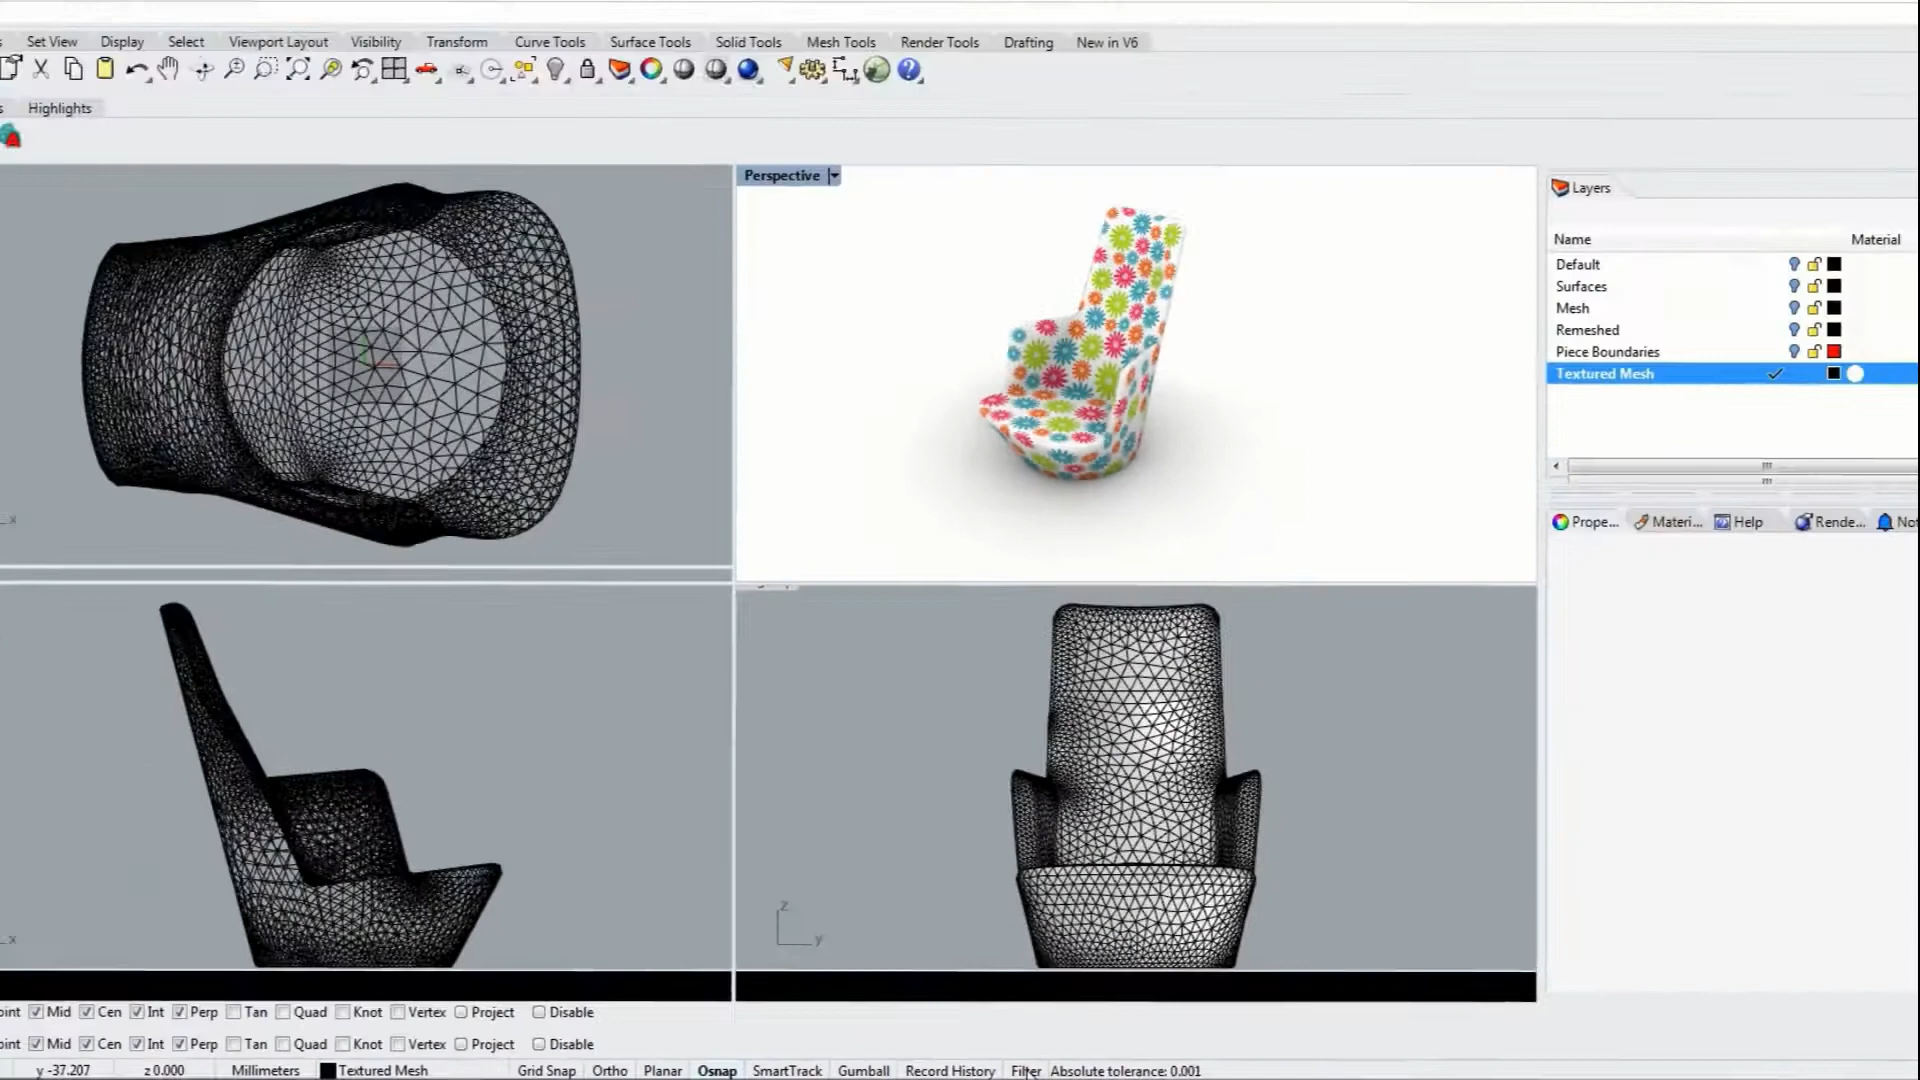 Set View Display Select Viewport Layout Visibility Transform Curve Tools Surface Tools Solid Tools Mesh Tools Render Tools Drafting New in V6
Highlights
Perspective
Layers
Name Material
Default
Surfaces
Mesh
Remeshed
Piece Boundaries
Textured Mesh
Prope... Materi... Help Rende... Not
x
x
z
y
oint Mid Cen Int Perp Tan Quad Knot Vertex Project Disable
oint Mid Cen Int Perp Tan Quad Knot Vertex Project Disable
y -37.207 z 0.000 Millimeters Textured Mesh Grid Snap Ortho Planar Osnap SmartTrack Gumball Record History Filter Absolute tolerance: 0.001